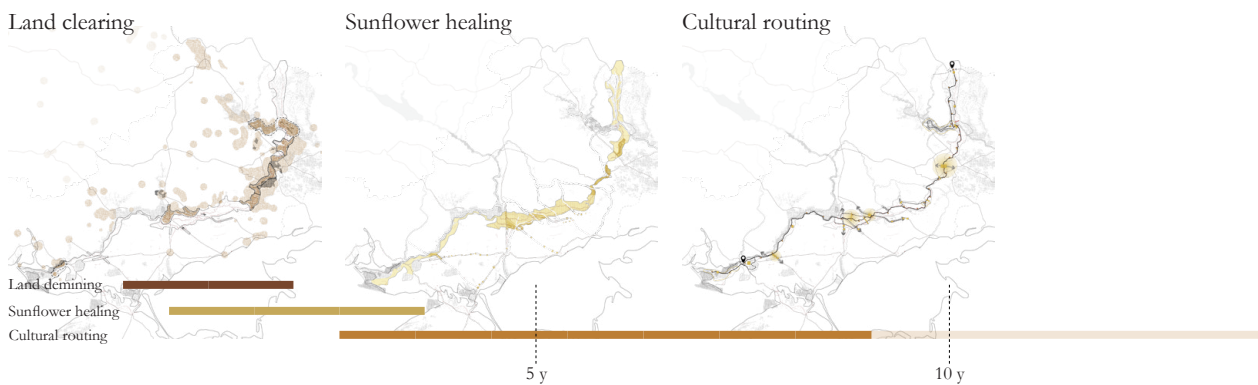 Land clearing
Sunflower healing
Cultural routing
Land demining
Sunflower healing
Cultural routing
5 y
10 y